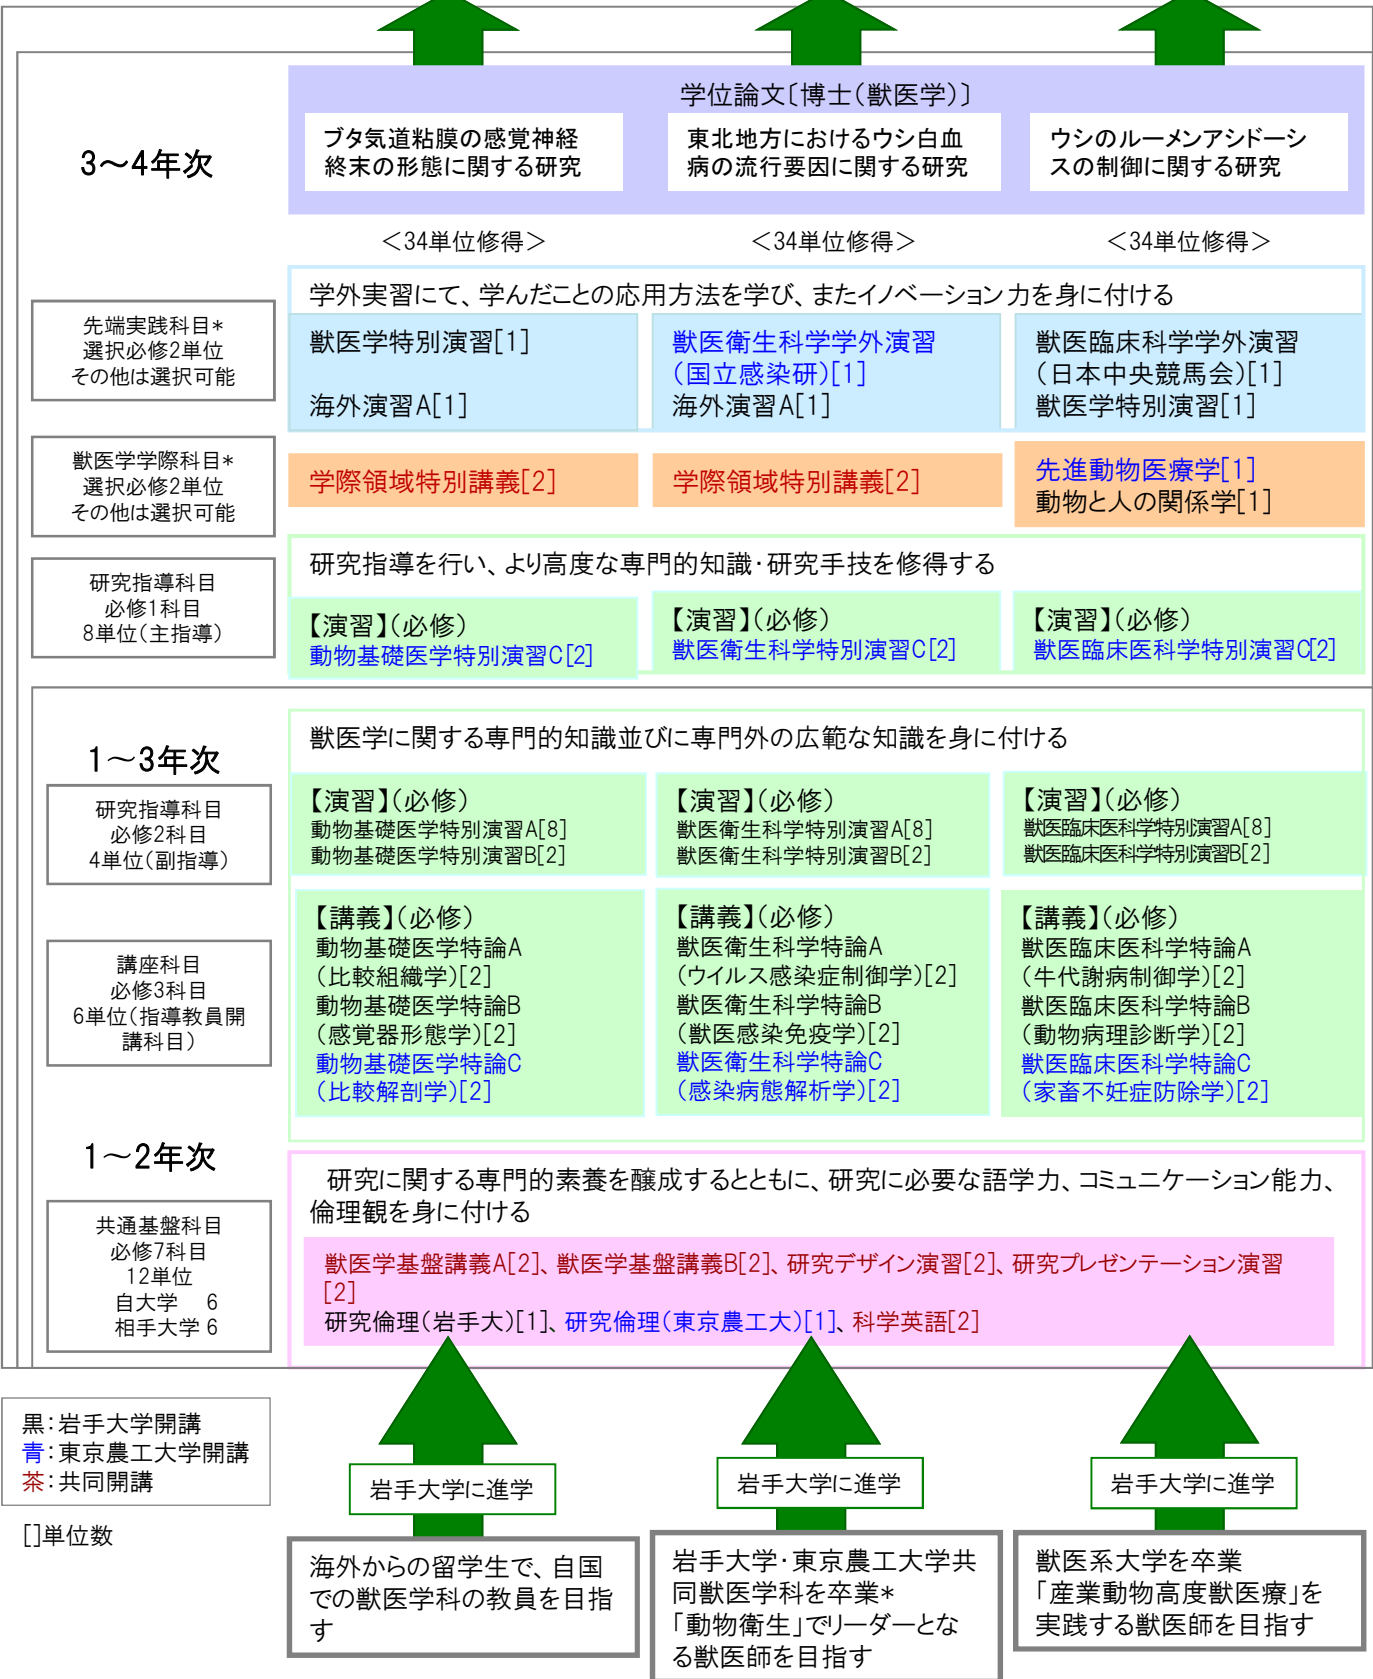 学位論文〔博士(獣医学)〕
3～4年次
ブタ気道粘膜の感覚神経
終末の形態に関する研究
東北地方におけるウシ白血
病の流行要因に関する研究
ウシのルーメンアシドーシ
スの制御に関する研究
＜34単位修得＞
＜34単位修得＞
＜34単位修得＞
学外実習にて、学んだことの応用方法を学び、またイノベーション力を身に付ける
先端実践科目*
選択必修2単位
その他は選択可能
獣医学特別演習[1]
海外演習A[1]
獣医衛生科学学外演習
(国立感染研)[1]
海外演習A[1]
獣医臨床科学学外演習
(日本中央競馬会)[1]
獣医学特別演習[1]
獣医学学際科目*
選択必修2単位
その他は選択可能
学際領域特別講義[2]
学際領域特別講義[2]
先進動物医療学[1]
動物と人の関係学[1]
研究指導を行い、より高度な専門的知識・研究手技を修得する
研究指導科目
必修1科目
8単位(主指導)
【演習】(必修)
動物基礎医学特別演習C[2]
【演習】(必修)
獣医衛生科学特別演習C[2]
【演習】(必修)
獣医臨床医科学特別演習C[2]
獣医学に関する専門的知識並びに専門外の広範な知識を身に付ける
1～3年次
研究指導科目
必修2科目
4単位(副指導)
【演習】(必修)
動物基礎医学特別演習A[8]
動物基礎医学特別演習B[2]
【演習】(必修)
獣医衛生科学特別演習A[8]
獣医衛生科学特別演習B[2]
【演習】(必修)
獣医臨床医科学特別演習A[8]
獣医臨床医科学特別演習B[2]
講座科目
必修3科目
6単位(指導教員開
講科目)
【講義】(必修)
動物基礎医学特論A
(比較組織学)[2]
動物基礎医学特論B
(感覚器形態学)[2]
動物基礎医学特論C
(比較解剖学)[2]
【講義】(必修)
獣医衛生科学特論A
(ウイルス感染症制御学)[2]
獣医衛生科学特論B
(獣医感染免疫学)[2]
獣医衛生科学特論C
(感染病態解析学)[2]
【講義】(必修)
獣医臨床医科学特論A
(牛代謝病制御学)[2]
獣医臨床医科学特論B
(動物病理診断学)[2]
獣医臨床医科学特論C
(家畜不妊症防除学)[2]
1～2年次
研究に関する専門的素養を醸成するとともに、研究に必要な語学力、コミュニケーション能力、
倫理観を身に付ける
共通基盤科目
必修7科目
12単位
自大学 6
相手大学 6
獣医学基盤講義A[2]、獣医学基盤講義B[2]、研究デザイン演習[2]、研究プレゼンテーション演習
[2]
研究倫理(岩手大)[1]、研究倫理(東京農工大)[1]、科学英語[2]
黒：岩手大学開講
青：東京農工大学開講
茶：共同開講
[]単位数
岩手大学に進学
岩手大学に進学
岩手大学に進学
海外からの留学生で、自国
での獣医学科の教員を目指
す
岩手大学・東京農工大学共
同獣医学科を卒業*
「動物衛生」でリーダーとな
る獣医師を目指す
獣医系大学を卒業
「産業動物高度獣医療」を
実践する獣医師を目指す